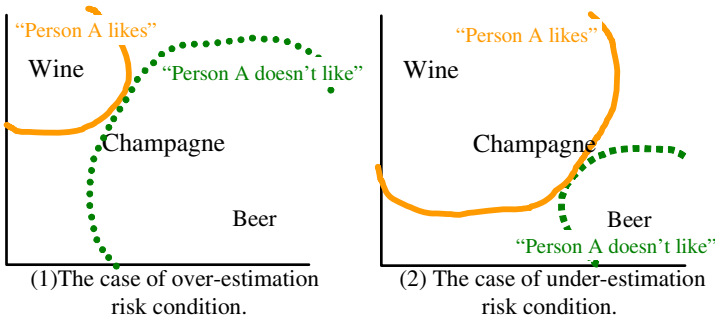 “Person A likes”
Wine
“Person A doesn’t like”
Champagne
Beer
(1)The case of over-estimation
risk condition.
“Person A likes”
Wine
Champagne
Beer
“Person A doesn’t like”
(2) The case of under-estimation
risk condition.